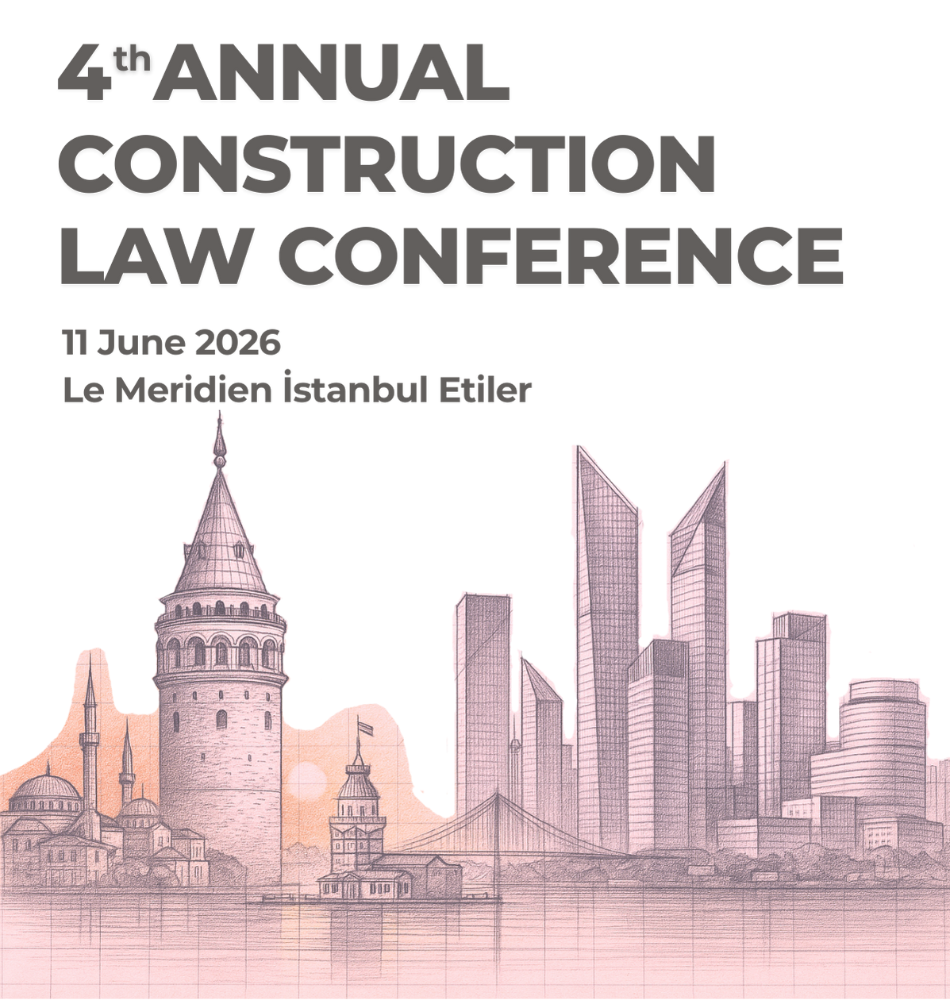 4th ANNUAL
CONSTRUCTION
LAW CONFERENCE
11 June 2026
Le Meridien İstanbul Etiler